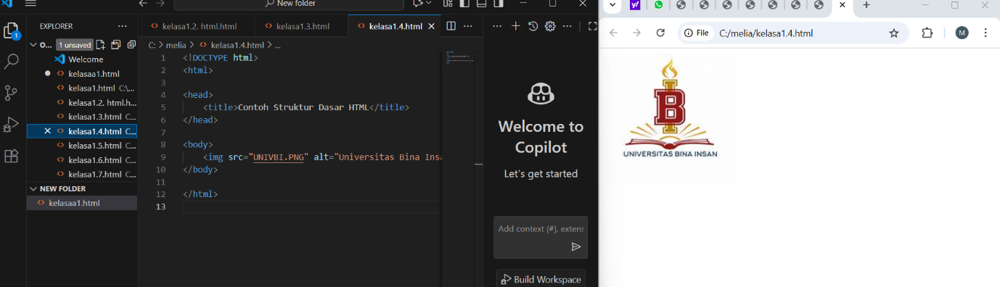 New folder
EXPLORER
kelasa1.2. html.html
kelasa1.3.html
kelasa1.4.html
File
C:/melia/kelasa1.4.html
M
O...
1 unsaved
Welcome
kelasaa1.html
kelasa1.html C:\...
kelasa1.2. html.h...
kelasa1.3.html C...
kelasa1.4.html C...
kelasa1.5.html C...
kelasa1.6.html C...
kelasa1.7.html C...
NEW FOLDER
kelasaa1.html
1
C: > melia > kelasa1.4.html > ...
1 <!DOCTYPE html>
2 <html>
3
4 <head>
5 <title>Contoh Struktur Dasar HTML</title>
6 </head>
7
8 <body>
9 <img src="UNIVBI.PNG" alt="Universitas Bina Insa
10 </body>
11
12 </html>
13
Welcome to
Copilot
Let's get started
Add context (#), extens
Build Workspace
I
B
UNIVERSITAS BINA INSAN